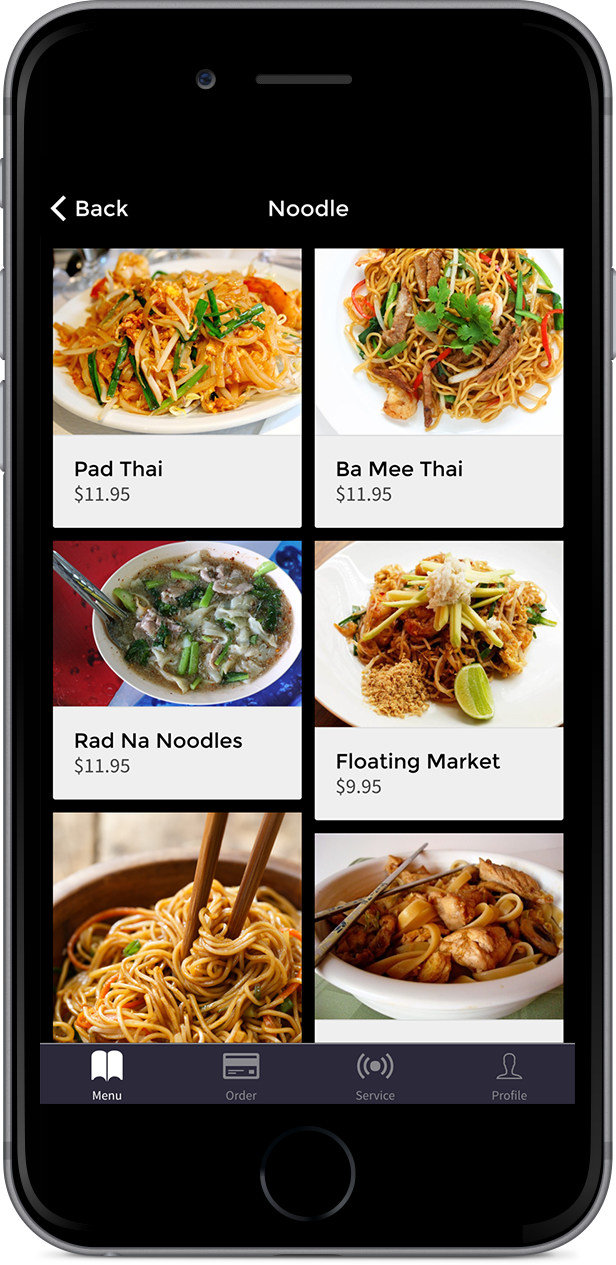 Back
Noodle
Pad Thai
$11.95
Ba Mee Thai
$11.95
Rad Na Noodles
$11.95
Floating Market
$9.95
Menu
Order
Service
Profile